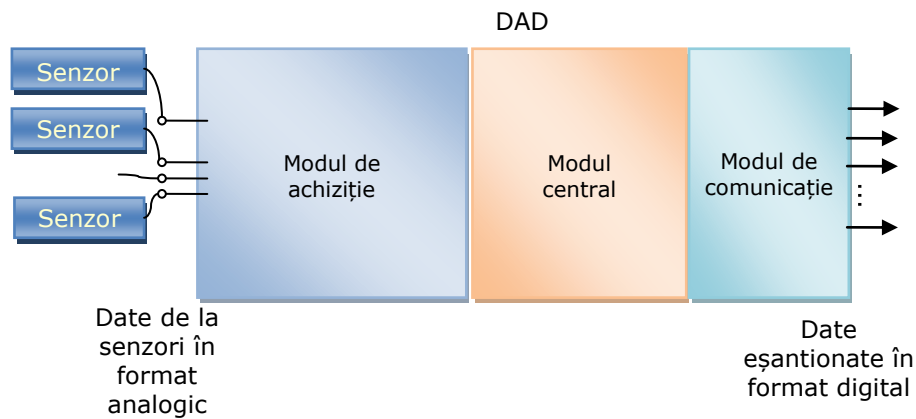 DAD
Senzor
Senzor
Senzor
Modul de
achiziție
Modul
central
Modul de
comunicație
...
Date de la
senzori în
format
analogic
Date
eșantionate în
format digital